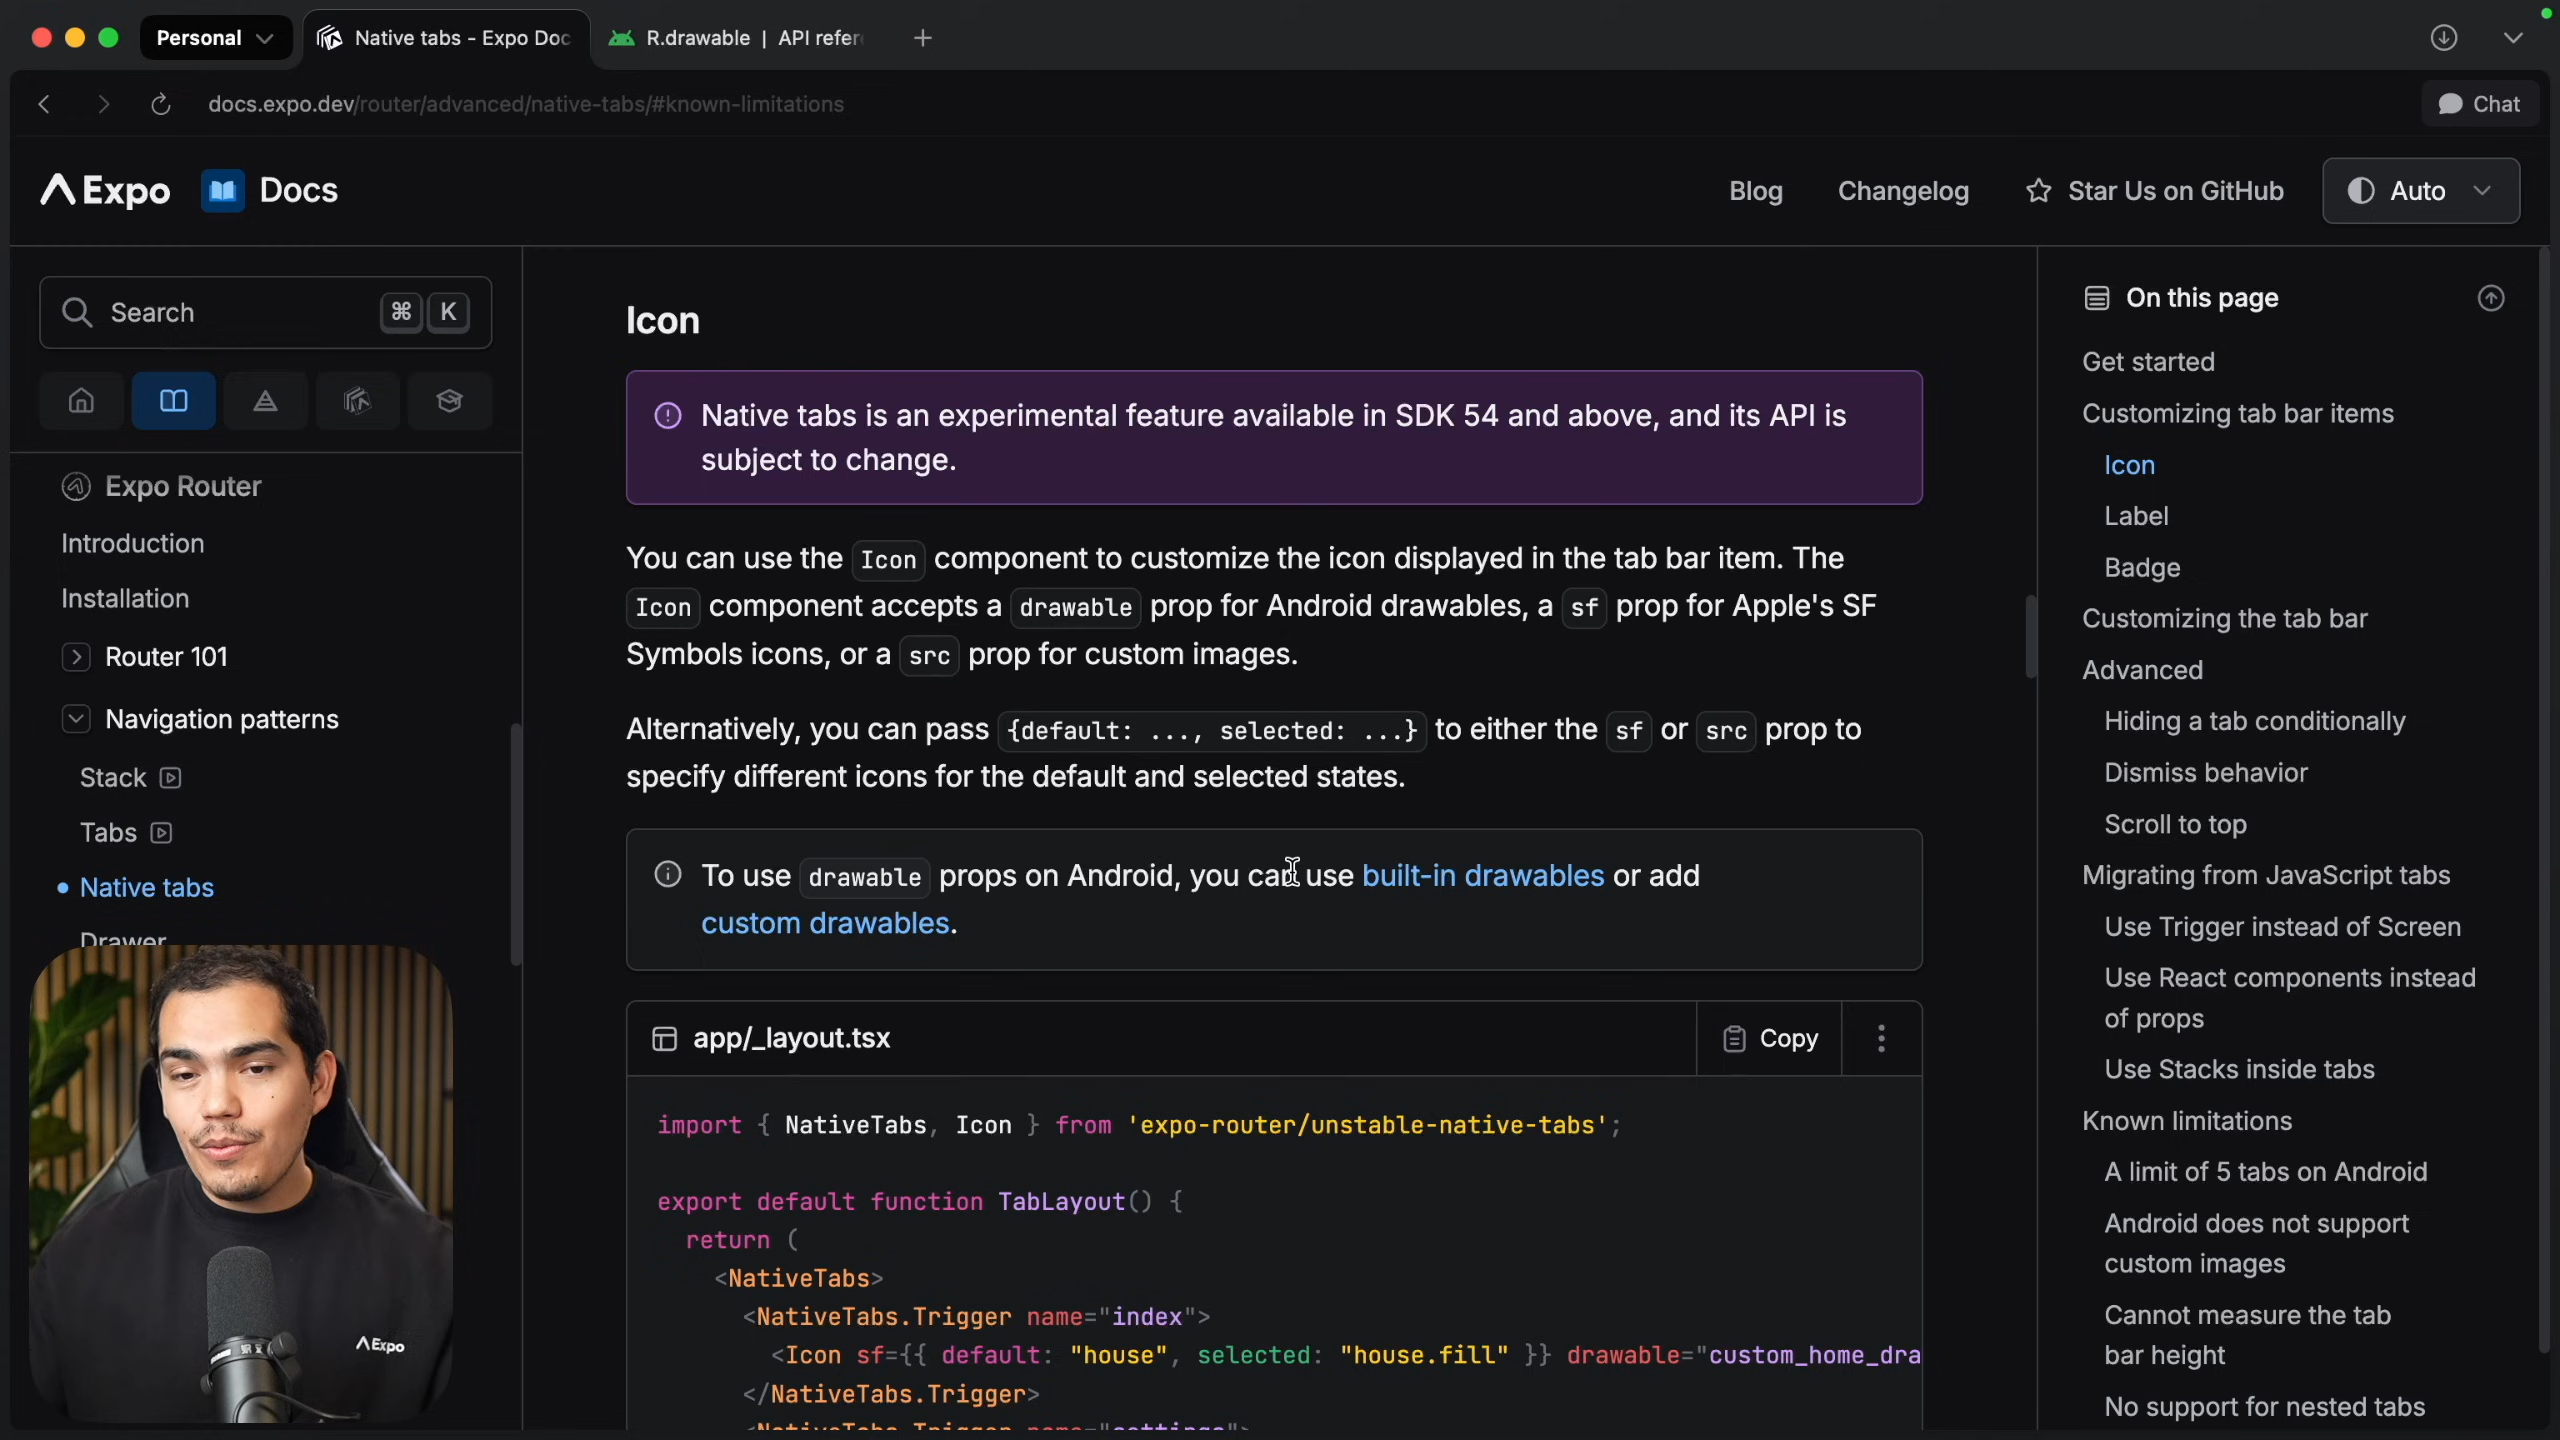 Personal
Native tabs - Expo Doc
R.drawable | API refer
docs.expo.dev/router/advanced/native-tabs/#known-limitations
Chat
Expo
Docs
Blog
Changelog
Star Us on GitHub
Auto
Search
⌘ K
Expo Router
Introduction
Installation
Router 101
Navigation patterns
Stack
Tabs
Native tabs
Drawer
Icon
Native tabs is an experimental feature available in SDK 54 and above, and its API is
subject to change.
You can use the Icon component to customize the icon displayed in the tab bar item. The
Icon component accepts a drawable prop for Android drawables, a sf prop for Apple's SF
Symbols icons, or a src prop for custom images.
Alternatively, you can pass {default: ..., selected: ...} to either the sf or src prop to
specify different icons for the default and selected states.
To use drawable props on Android, you can use built-in drawables or add
custom drawables.
app/_layout.tsx
Copy
import { NativeTabs, Icon } from 'expo-router/unstable-native-tabs';
export default function TabLayout() {
return (
<NativeTabs>
<NativeTabs.Trigger name="index">
<Icon sf={{ default: "house", selected: "house.fill" }} drawable="custom_home_dra
</NativeTabs.Trigger>
<NativeTabs.Trigger name="settings">
On this page
Get started
Customizing tab bar items
Icon
Label
Badge
Customizing the tab bar
Advanced
Hiding a tab conditionally
Dismiss behavior
Scroll to top
Migrating from JavaScript tabs
Use Trigger instead of Screen
Use React components instead
of props
Use Stacks inside tabs
Known limitations
A limit of 5 tabs on Android
Android does not support
custom images
Cannot measure the tab
bar height
No support for nested tabs
Expo